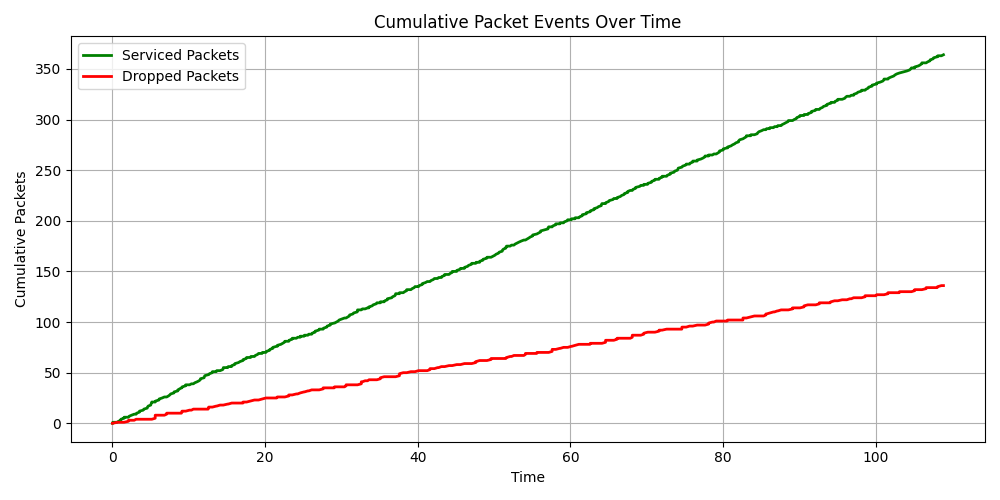 Cumulative Packet Events Over Time
Serviced Packets
Dropped Packets
Cumulative Packets
350
300
250
200
150
100
50
0
0 20 40 60 80 100
Time